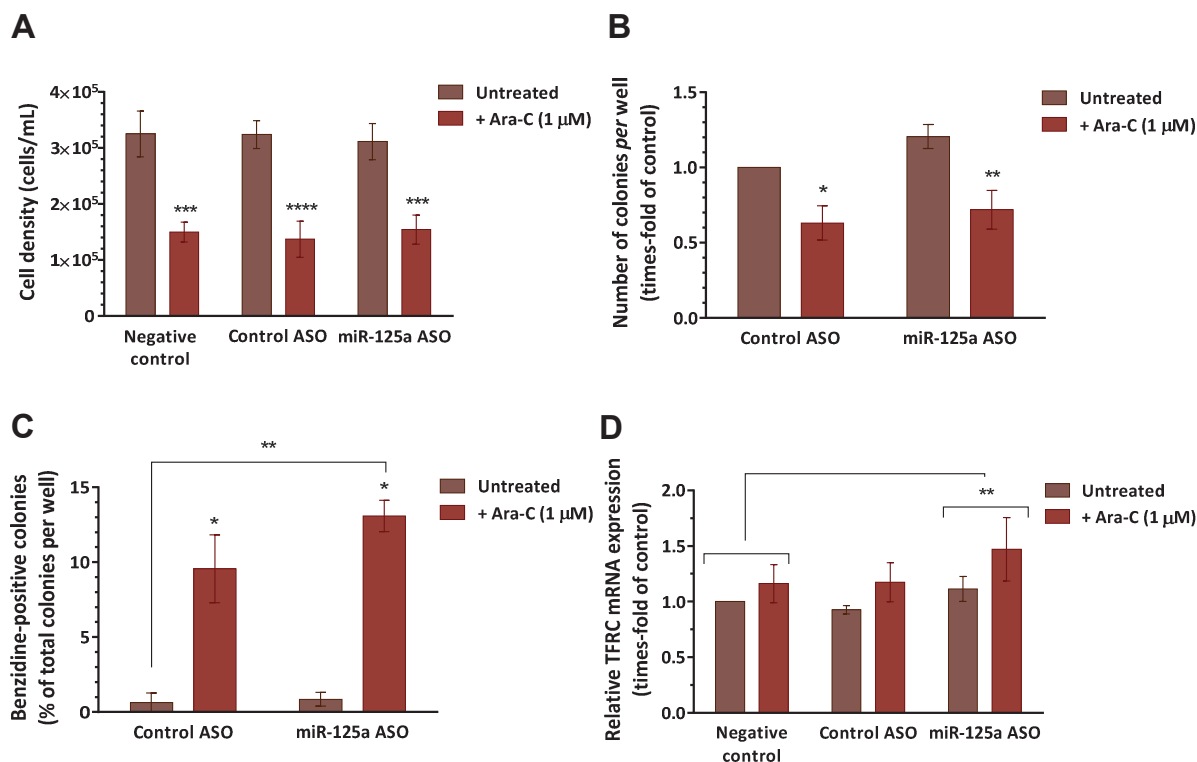 A
Cell density (cells/mL)
4×10⁵
3×10⁵
2×10⁵
1×10⁵
0
***
****
***
Negative
control
Control ASO
miR-125a ASO
Untreated
+ Ara-C (1 µM)
B
Number of colonies per well
(times-fold of control)
1.5
1.0
0.5
0.0
*
**
Control ASO
miR-125a ASO
Untreated
+ Ara-C (1 µM)
C
Benzidine-positive colonies
(% of total colonies per well)
15
10
5
0
**
*
*
Control ASO
miR-125a ASO
Untreated
+ Ara-C (1 µM)
D
Relative TFRC mRNA expression
(times-fold of control)
2.0
1.5
1.0
0.5
0.0
**
Negative
control
Control ASO
miR-125a ASO
Untreated
+ Ara-C (1 µM)